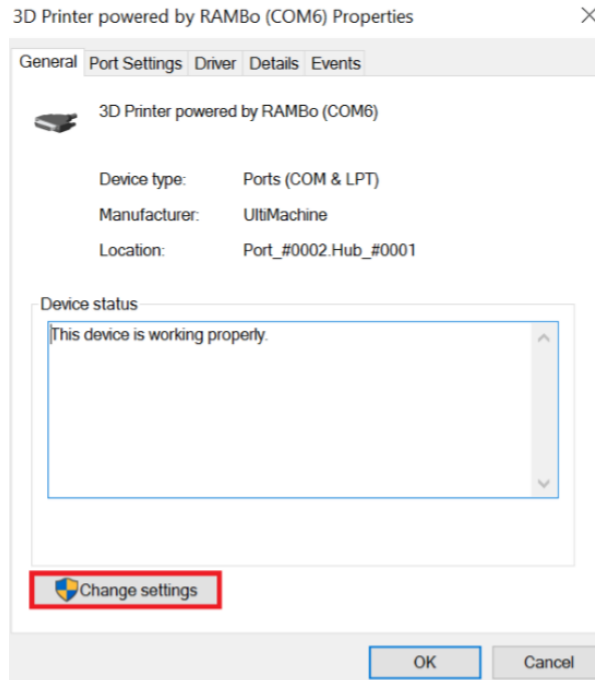 3D Printer powered by RAMBo (COM6) Properties
General Port Settings Driver Details Events
3D Printer powered by RAMBo (COM6)
Device type: Ports (COM & LPT)
Manufacturer: UltiMachine
Location: Port_#0002.Hub_#0001
Device status
This device is working properly.
Change settings
OK Cancel